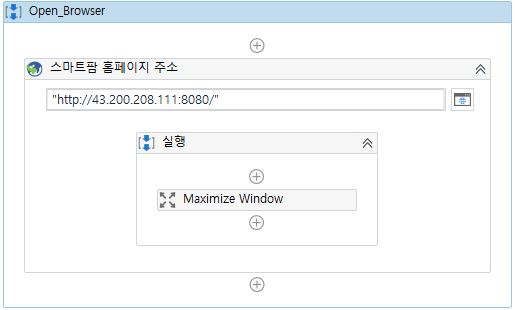 Open_Browser
스마트팜 홈페이지 주소
"http://43.200.208.111:8080/"
실행
Maximize Window